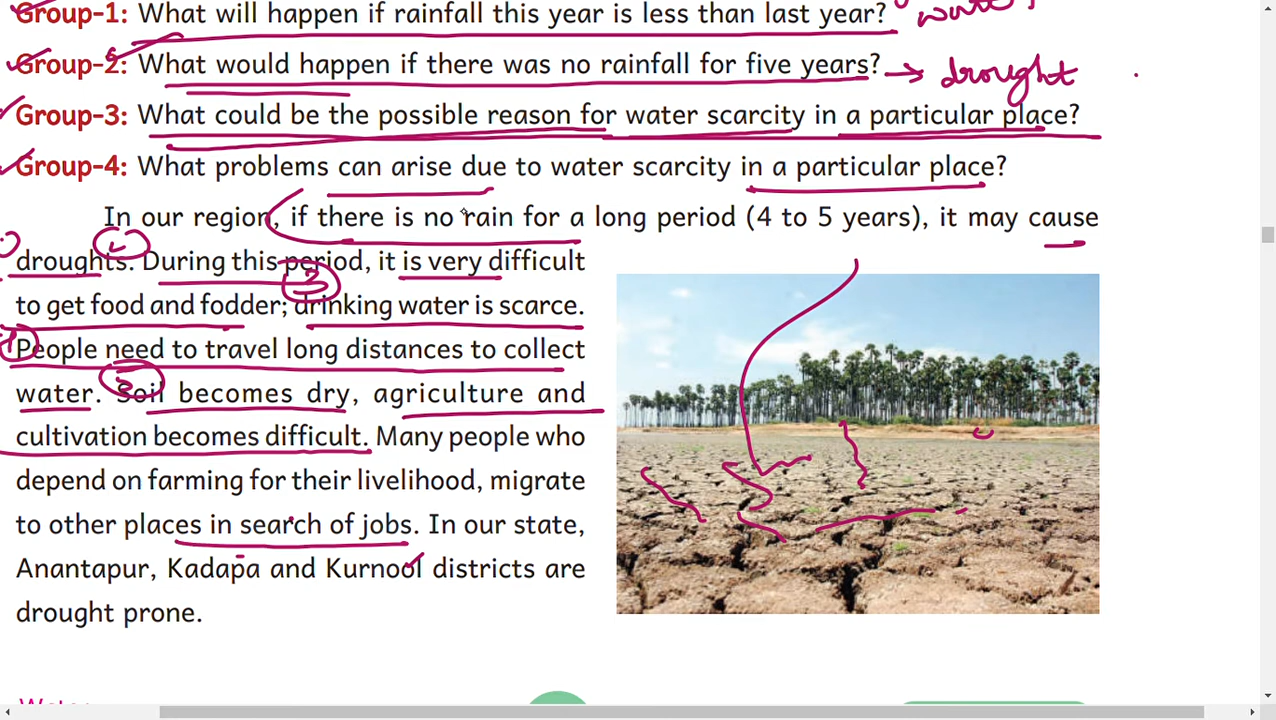 Group-1: What will happen if rainfall this year is less than last year?
Group-2: What would happen if there was no rainfall for five years? → drought
Group-3: What could be the possible reason for water scarcity in a particular place?
Group-4: What problems can arise due to water scarcity in a particular place?
In our region, if there is no rain for a long period (4 to 5 years), it may cause
droughts. During this period, it is very difficult
to get food and fodder; drinking water is scarce.
People need to travel long distances to collect
water. Soil becomes dry, agriculture and
cultivation becomes difficult. Many people who
depend on farming for their livelihood, migrate
to other places in search of jobs. In our state,
Anantapur, Kadapa and Kurnool districts are
drought prone.